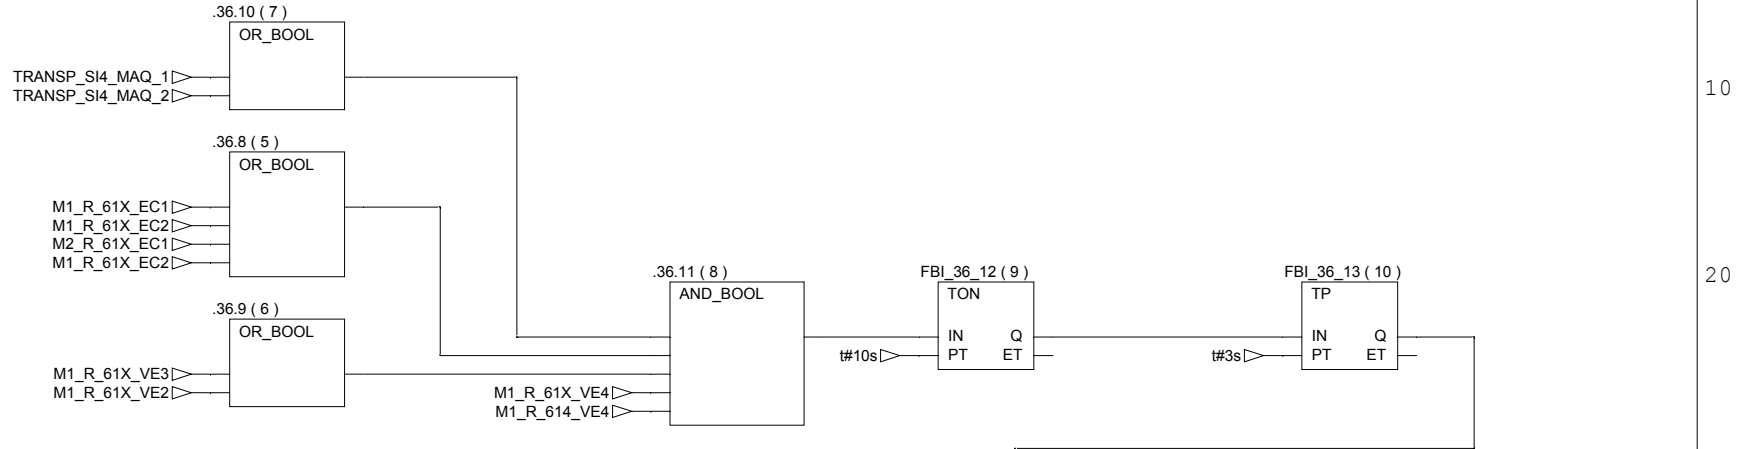 .36.10 ( 7 )
OR_BOOL
TRANSP_SI4_MAQ_1
TRANSP_SI4_MAQ_2
10
.36.8 ( 5 )
OR_BOOL
M1_R_61X_EC1
M1_R_61X_EC2
M2_R_61X_EC1
M1_R_61X_EC2
.36.11 ( 8 )
AND_BOOL
FBI_36_12 ( 9 )
TON
FBI_36_13 ( 10 )
TP
20
.36.9 ( 6 )
OR_BOOL
IN Q
IN Q
t#10s PT ET
t#3s PT ET
M1_R_61X_VE3
M1_R_61X_VE2
M1_R_61X_VE4
M1_R_614_VE4